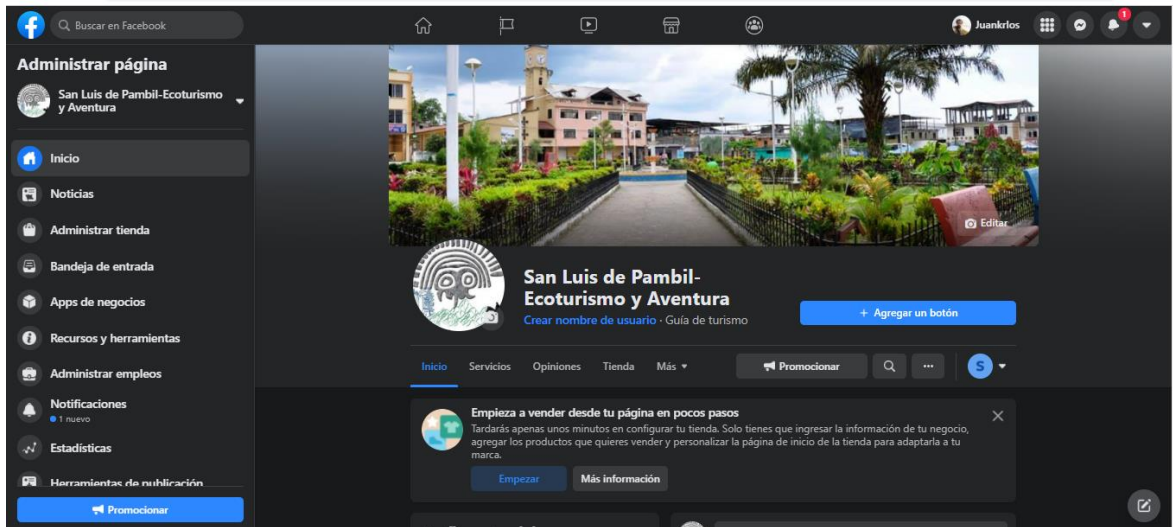 Buscar en Facebook
Juankrlos
1
Administrar página
San Luis de Pambil-Ecoturismo
y Aventura
Inicio
Noticias
Administrar tienda
Bandeja de entrada
Apps de negocios
Recursos y herramientas
Administrar empleos
Notificaciones
1 nuevo
Estadísticas
Herramientas de publicación
Promocionar
Editar
San Luis de Pambil-
Ecoturismo y Aventura
Crear nombre de usuario · Guía de turismo
+ Agregar un botón
Inicio Servicios Opiniones Tienda Más
Promocionar
S
Empieza a vender desde tu página en pocos pasos
Tardarás apenas unos minutos en configurar tu tienda. Solo tienes que ingresar la información de tu negocio,
agregar los productos que quieres vender y personalizar la página de inicio de la tienda para adaptarla a tu
marca.
Empezar Más información